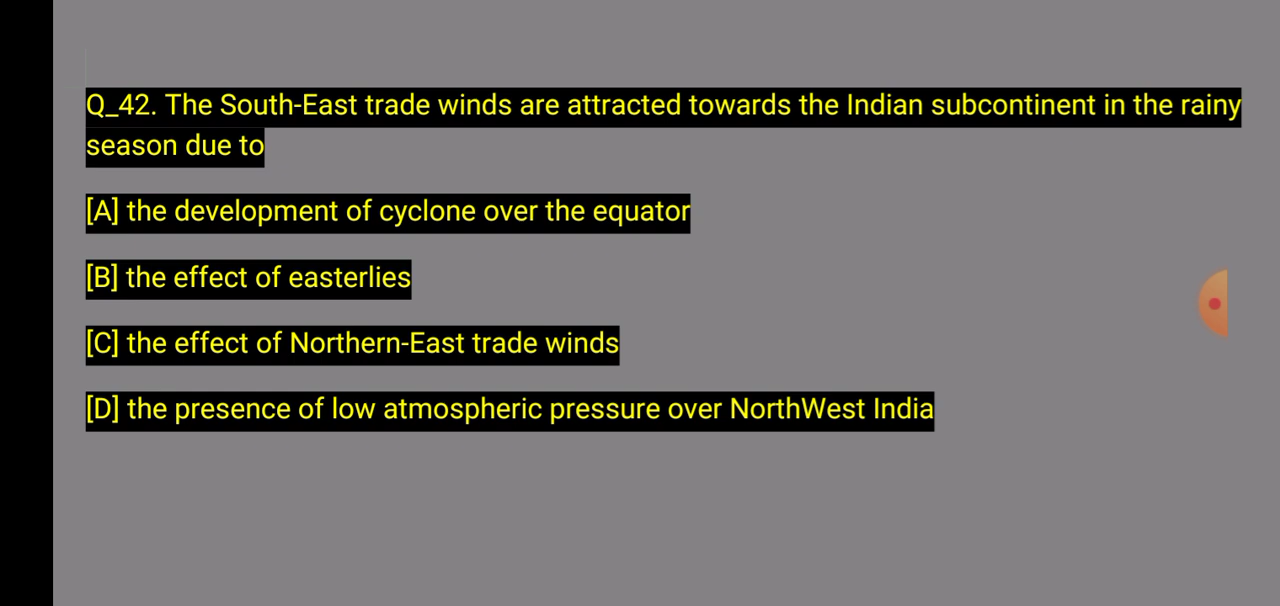 Q_42. The South-East trade winds are attracted towards the Indian subcontinent in the rainy
season due to
[A] the development of cyclone over the equator
[B] the effect of easterlies
[C] the effect of Northern-East trade winds
[D] the presence of low atmospheric pressure over NorthWest India